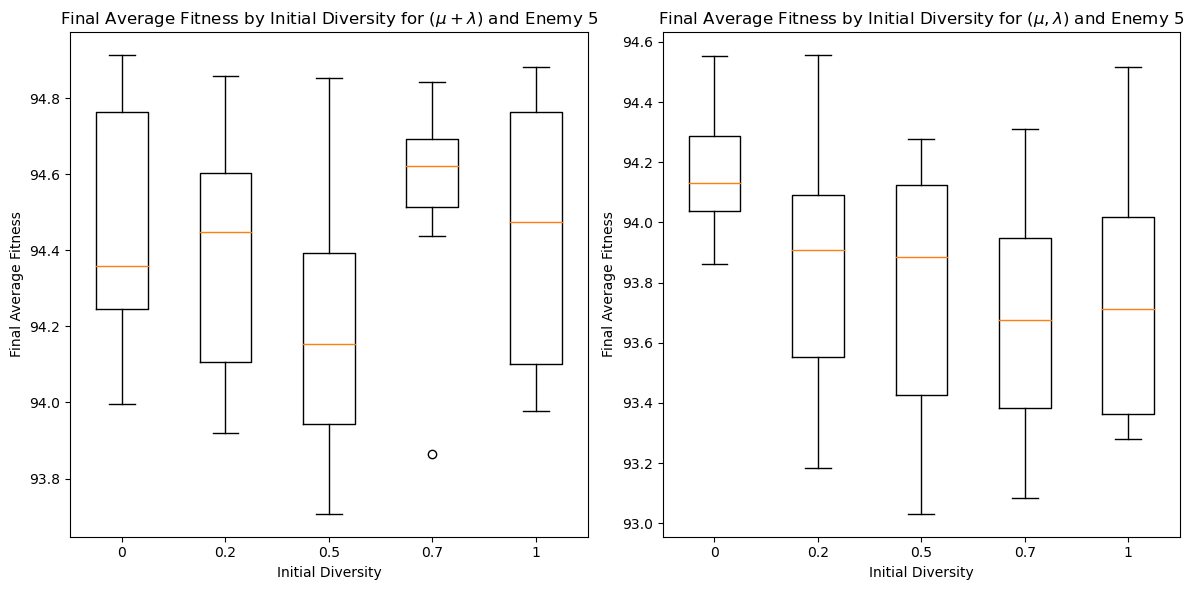 Final Average Fitness by Initial Diversity for (μ + λ) and Enemy 5
Final Average Fitness
94.8
94.6
94.4
94.2
94.0
93.8
0 0.2 0.5 0.7 1
Initial Diversity
Final Average Fitness by Initial Diversity for (μ, λ) and Enemy 5
Final Average Fitness
94.6
94.4
94.2
94.0
93.8
93.6
93.4
93.2
93.0
0 0.2 0.5 0.7 1
Initial Diversity